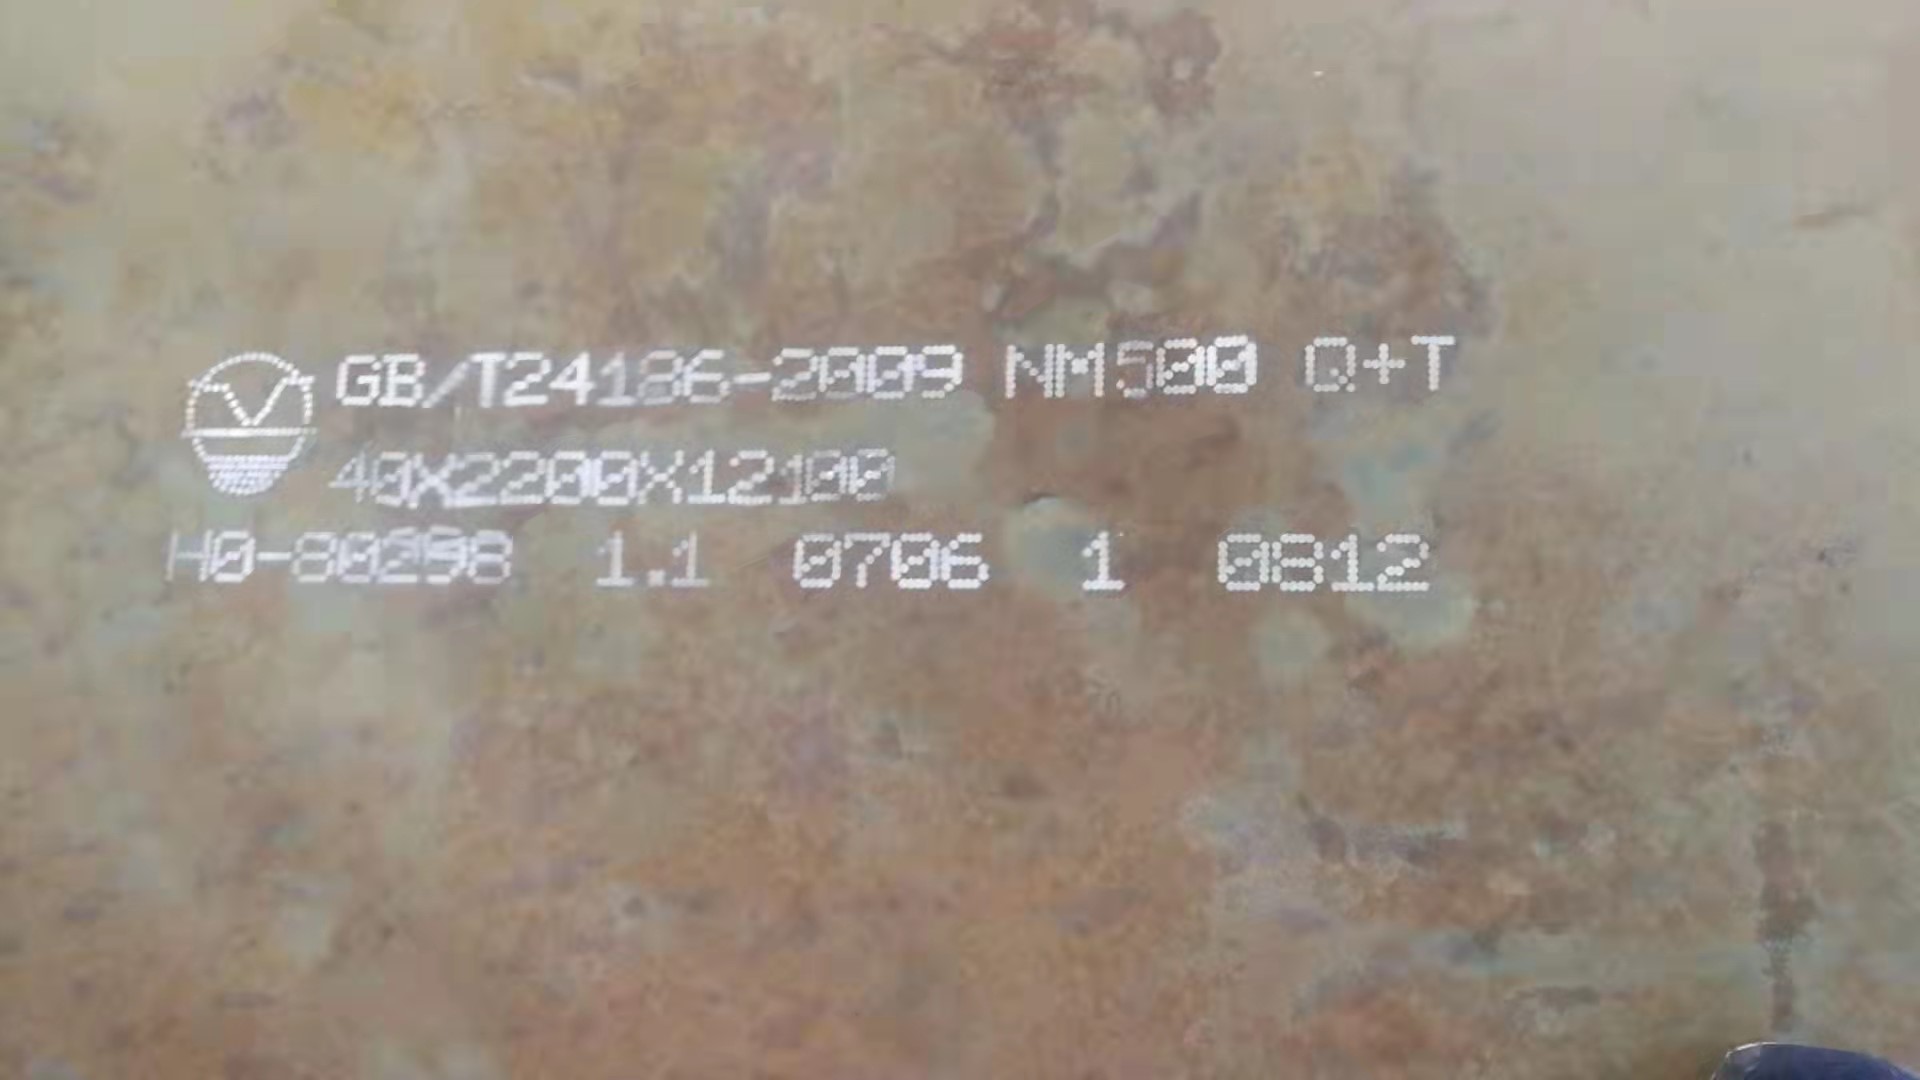 GB/T24186-2009 NM500 Q+T
40X2200X12100
H0-80298 1.1 0706 1 0812